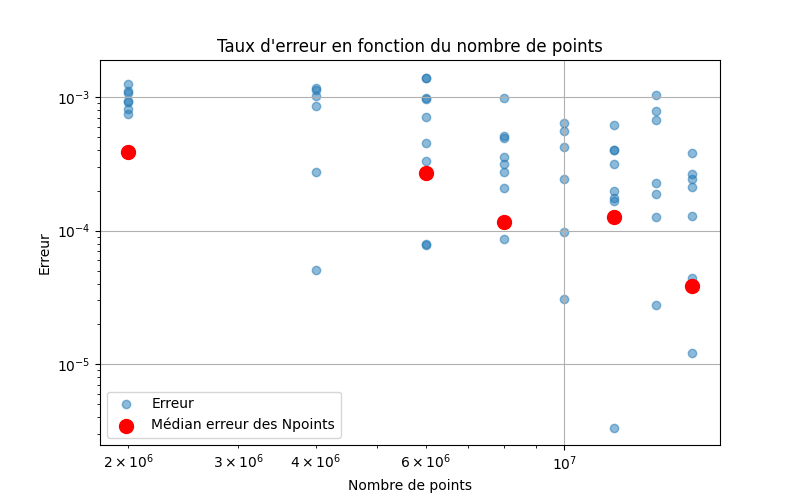 Taux d'erreur en fonction du nombre de points
Erreur
10⁻³
10⁻⁴
10⁻⁵
Erreur
Médian erreur des Npoints
2 × 10⁶ 3 × 10⁶ 4 × 10⁶ 6 × 10⁶ 10⁷
Nombre de points